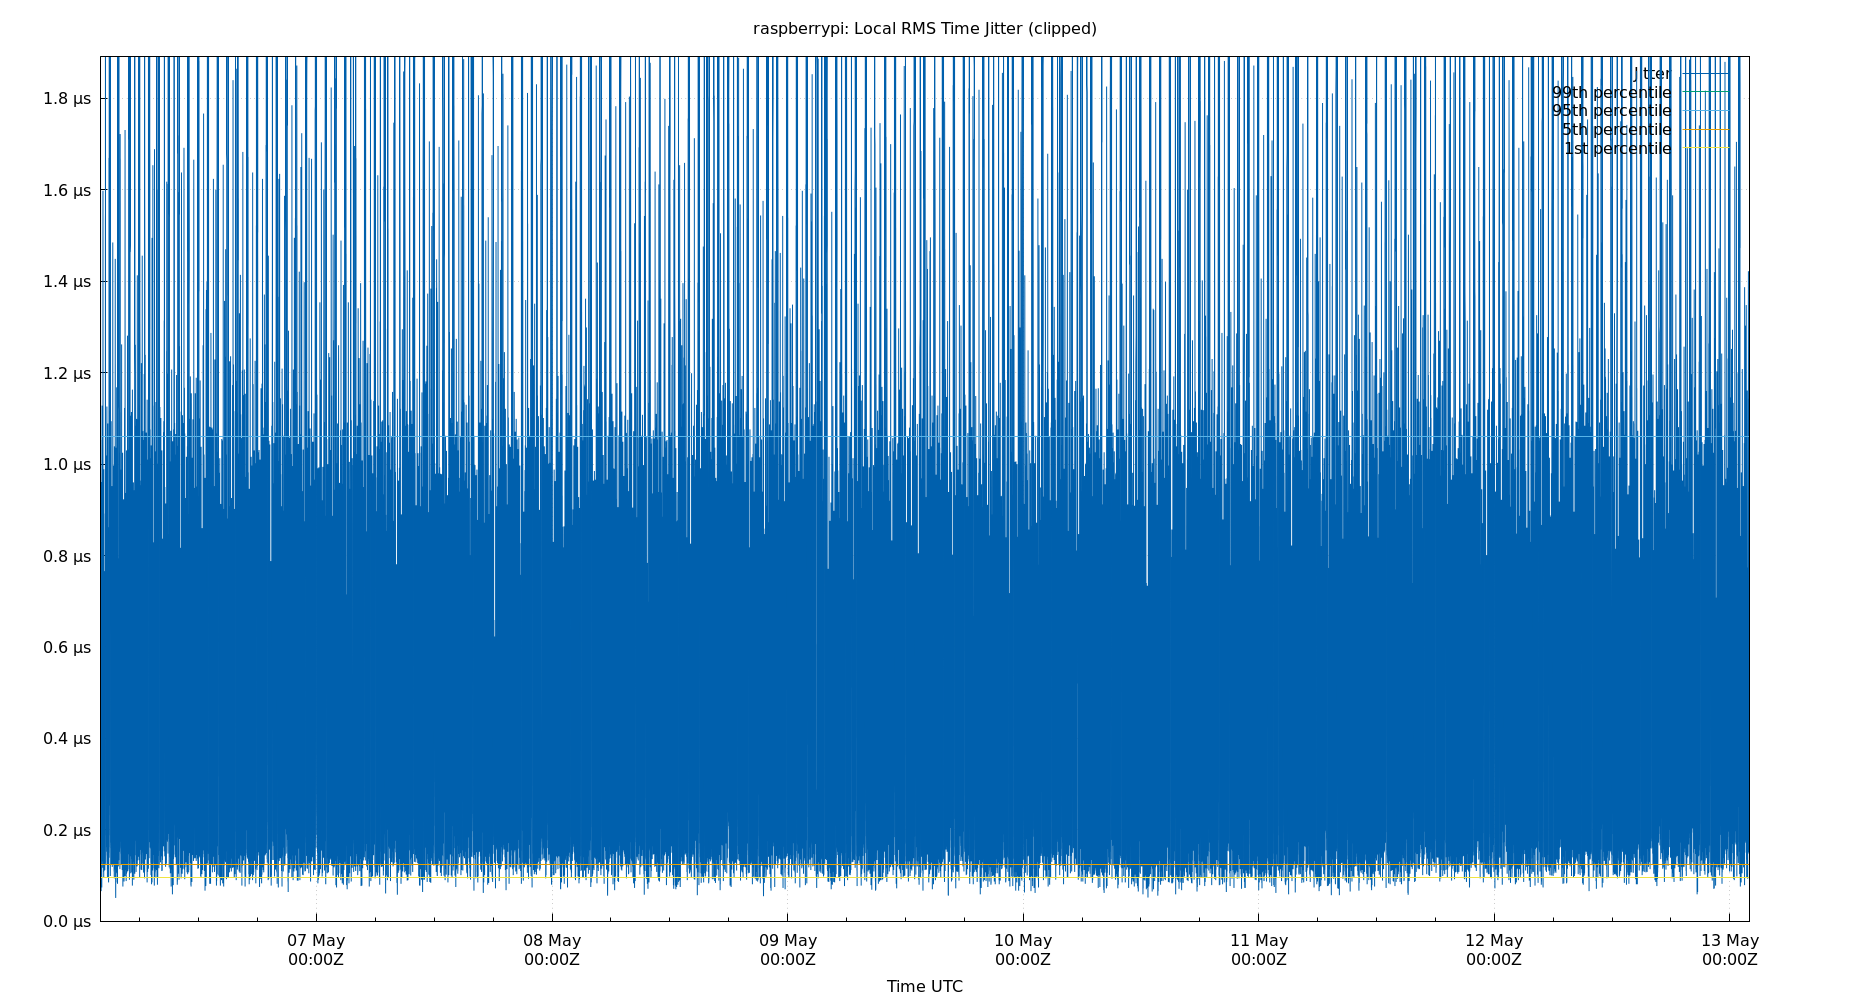 raspberrypi: Local RMS Time Jitter (clipped)
Jitter
99th percentile
95th percentile
5th percentile
1st percentile
1.8 µs
1.6 µs
1.4 µs
1.2 µs
1.0 µs
0.8 µs
0.6 µs
0.4 µs
0.2 µs
0.0 µs
07 May 08 May 09 May 10 May 11 May 12 May 13 May
00:00Z 00:00Z 00:00Z 00:00Z 00:00Z 00:00Z 00:00Z
Time UTC